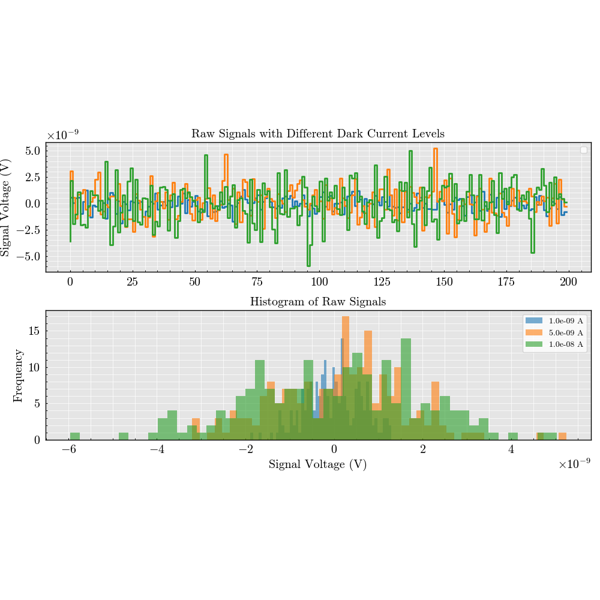 Raw Signals with Different Dark Current Levels
×10⁻⁹
5.0
2.5
0.0
−2.5
−5.0
Signal Voltage (V)
0 25 50 75 100 125 150 175 200
Histogram of Raw Signals
1.0e-09 A
5.0e-09 A
1.0e-08 A
15
10
5
0
Frequency
−6 −4 −2 0 2 4
Signal Voltage (V)
×10⁻⁹